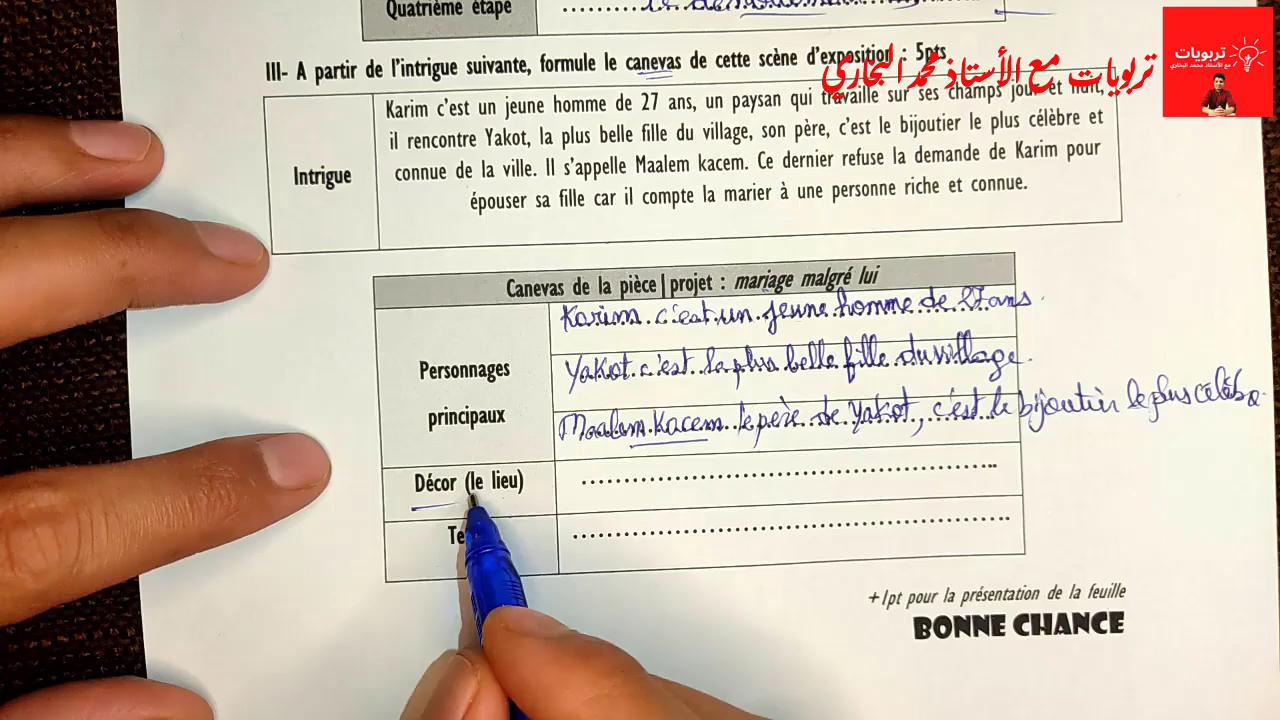 Quatrième étape
III- A partir de l'intrigue suivante, formule le canevas de cette scène d'exposition : 5pts
تربويات مع الأستاذ محمد البخاري
تربويات
مع الأستاذ محمد البخاري
Intrigue
Karim c'est un jeune homme de 27 ans, un paysan qui travaille sur ses champs jour et nuit,
il rencontre Yakot, la plus belle fille du village, son père, c'est le bijoutier le plus célèbre et
connue de la ville. Il s'appelle Maalem kacem. Ce dernier refuse la demande de Karim pour
épouser sa fille car il compte la marier à une personne riche et connue.
Canevas de la pièce|projet : mariage malgré lui
Personnages
principaux
Karim c'est un jeune homme de 27 ans.
Yakot c'est la plus belle fille du village.
Maalem Kacem le père de Yakot, c'est le bijoutier le plus célèbre
Décor (le lieu)
Te
+1pt pour la présentation de la feuille
BONNE CHANCE